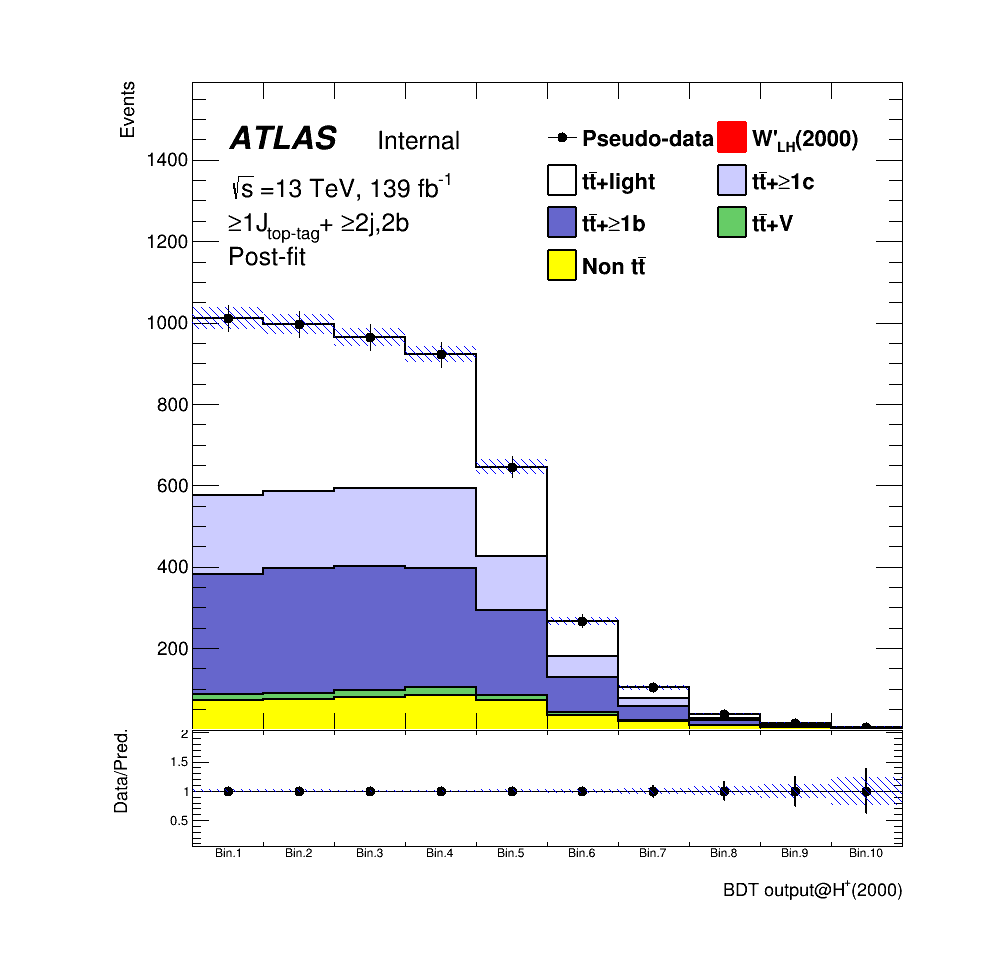 Events
ATLAS Internal
√s =13 TeV, 139 fb⁻¹
≥1J_top-tag + ≥2j,2b
Post-fit
Pseudo-data
W'_LH(2000)
tt̄+light
tt̄+≥1c
tt̄+≥1b
tt̄+V
Non tt̄
1400
1200
1000
800
600
400
200
Data/Pred.
2
1.5
1
0.5
Bin.1 Bin.2 Bin.3 Bin.4 Bin.5 Bin.6 Bin.7 Bin.8 Bin.9 Bin.10
BDT output@H⁺(2000)